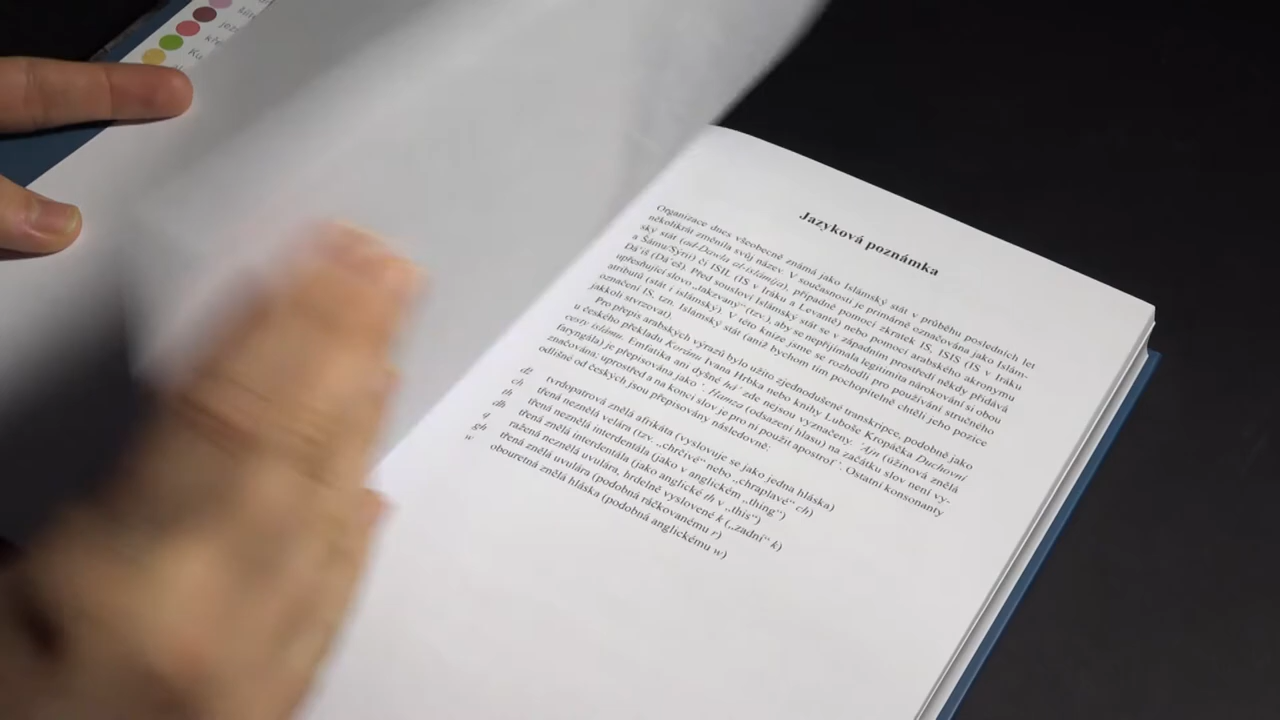 Jazyková poznámka
Organizace dnes všeobecně známá jako Islámský stát v průběhu posledních let
několikrát změnila svůj název. V současnosti je primárně označována jako Islám-
ský stát (ad-Dawla al-islámíja), případně pomocí zkratek IS, ISIS (IS v Iráku
a Šámu/Sýrii) či ISIL (IS v Iráku a Levantě) nebo pomocí arabského akronymu
Dá'iš (Dá'eš). Před sousloví Islámský stát se v západním prostředí někdy přidává
upřesňující slovo „takzvaný“ (tzv.), aby se nepřijímala legitimita nárokování si obou
atributů (stát i islámský). V této knize jsme se rozhodli pro používání stručného
označení IS, tzn. Islámský stát (aniž bychom tím pochopitelně chtěli jeho pozice
jakkoli stvrzovat).
Pro přepis arabských výrazů bylo užito zjednodušené transkripce, podobně jako
u českého překladu Koránu Ivana Hrbka nebo knihy Luboše Kropáčka Duchovní
cesty islámu. Emfatika am dyšné há' zde nejsou vyznačeny. 'Ajn (úžinová znělá
faryngála) je přepisována jako '. Hamza (odsazení hlasu) na začátku slov není vy-
značována; uprostřed a na konci slov je pro ni použit apostrof '. Ostatní konsonanty
odlišné od českých jsou přepisovány následovně:
dž tvrdopatrová znělá afrikáta (vyslovuje se jako jedna hláska)
ch třená neznělá velára (tzv. „chrčivé“ nebo „chraplavé“ ch)
th třená neznělá interdentála (jako v anglickém „thing“)
dh třená znělá interdentála (jako anglické th v „this“)
q ražená neznělá uvulára, hrdelně vyslovené k („zadní“ k)
gh třená znělá uvulára (podobná ráčkovanému r)
w obouretná znělá hláska (podobná anglickému w)